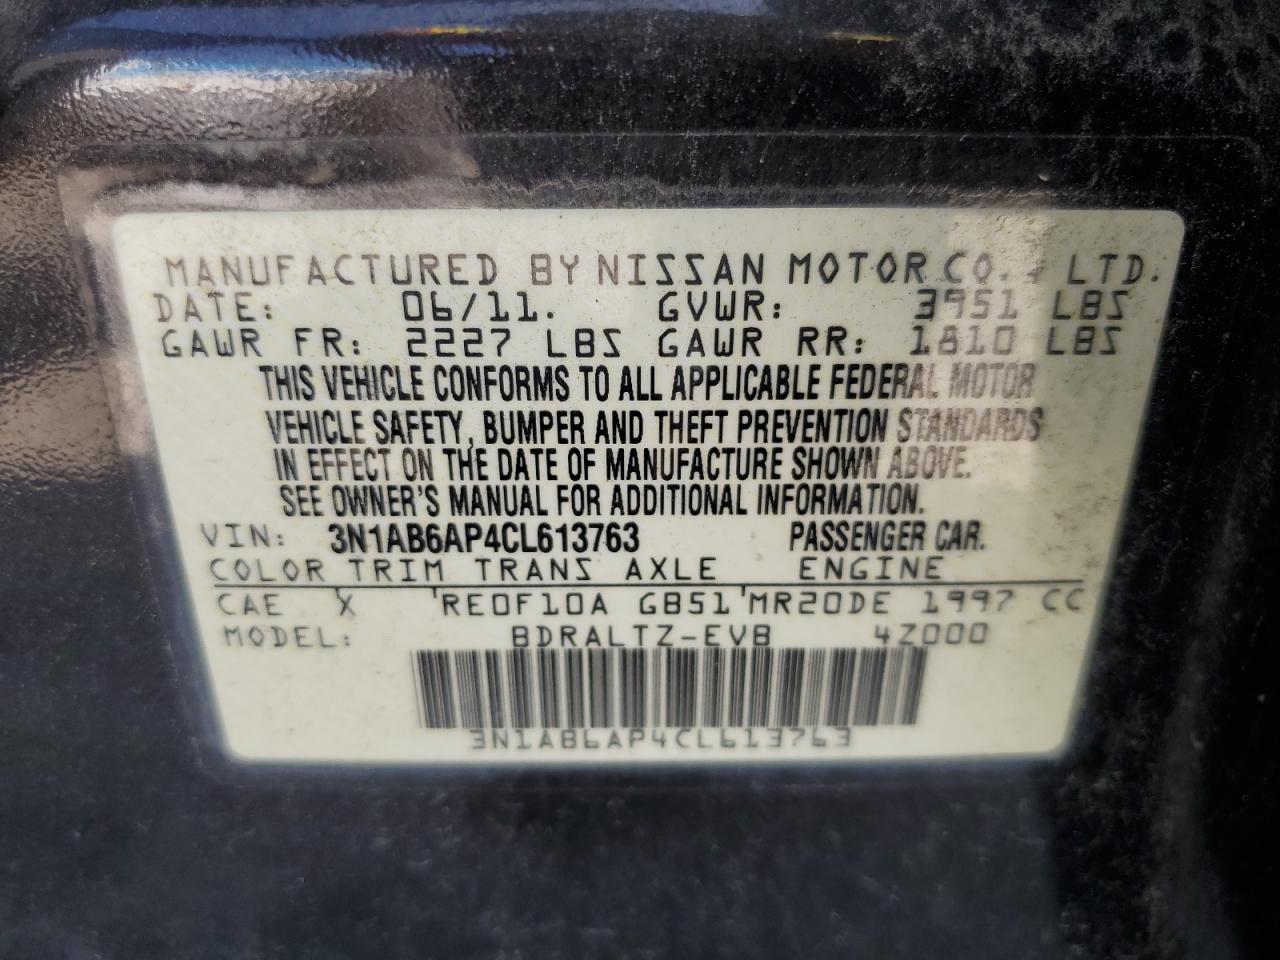 MANUFACTURED BY NISSAN MOTOR CO., LTD.
DATE: 06/11. GVWR: 3951 LBS
GAWR FR: 2227 LBS GAWR RR: 1810 LBS
THIS VEHICLE CONFORMS TO ALL APPLICABLE FEDERAL MOTOR
VEHICLE SAFETY, BUMPER AND THEFT PREVENTION STANDARDS
IN EFFECT ON THE DATE OF MANUFACTURE SHOWN ABOVE.
SEE OWNER'S MANUAL FOR ADDITIONAL INFORMATION.
VIN: 3N1AB6AP4CL613763 PASSENGER CAR.
COLOR TRIM TRANS AXLE ENGINE
CAE X RE0F10A GB51 MR20DE 1997 CC
MODEL: BDRALTZ-EVB 4Z000
3N1AB6AP4CL613763